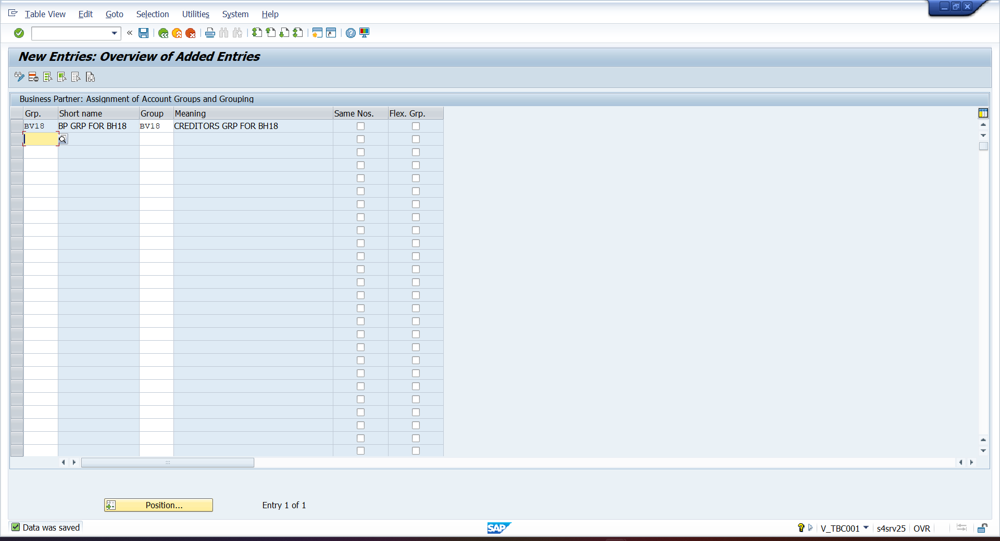 Table View Edit Goto Selection Utilities System Help
New Entries: Overview of Added Entries
Business Partner: Assignment of Account Groups and Grouping
Grp. Short name Group Meaning Same Nos. Flex. Grp.
BV18 BP GRP FOR BH18 BV18 CREDITORS GRP FOR BH18
Position... Entry 1 of 1
Data was saved SAP V_TBC001 s4srv25 OVR